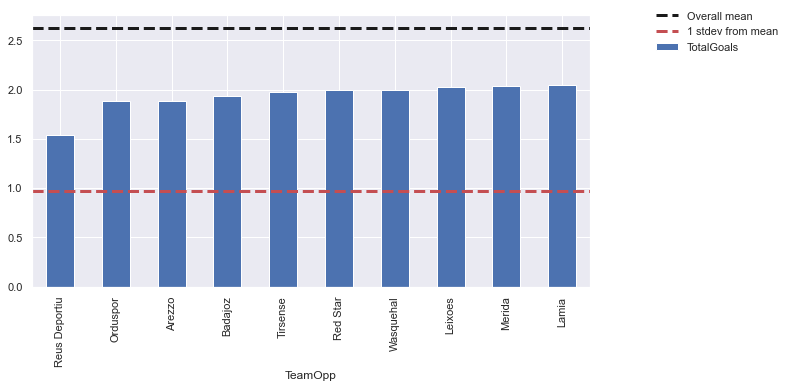 Overall mean
1 stdev from mean
TotalGoals
2.5
2.0
1.5
1.0
0.5
0.0
Reus Deportiu
Orduspor
Arezzo
Badajoz
Tirsense
Red Star
Wasquehal
Leixoes
Merida
Lamia
TeamOpp